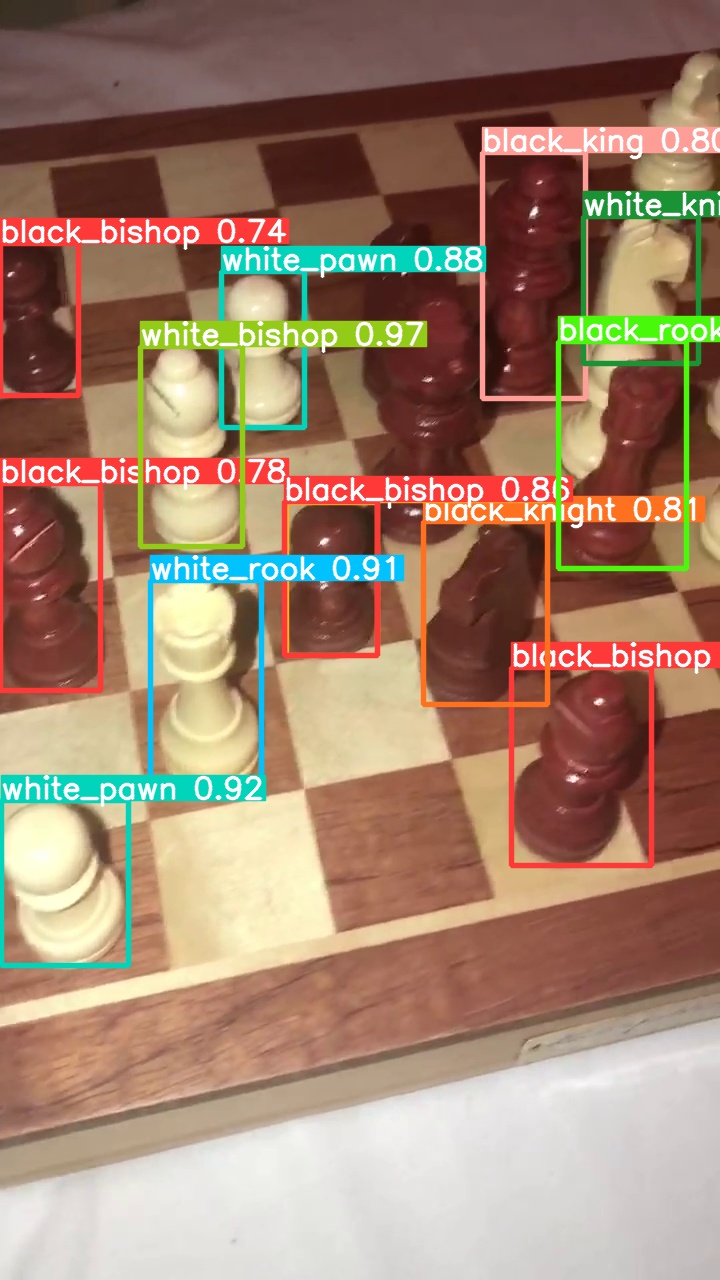 black_king 0.80
white_kni
black_bishop 0.74
white_pawn 0.88
white_bishop 0.97
black_rook
black_bishop 0.78
black_bishop 0.86
black_knight 0.81
white_rook 0.91
black_bishop
white_pawn 0.92